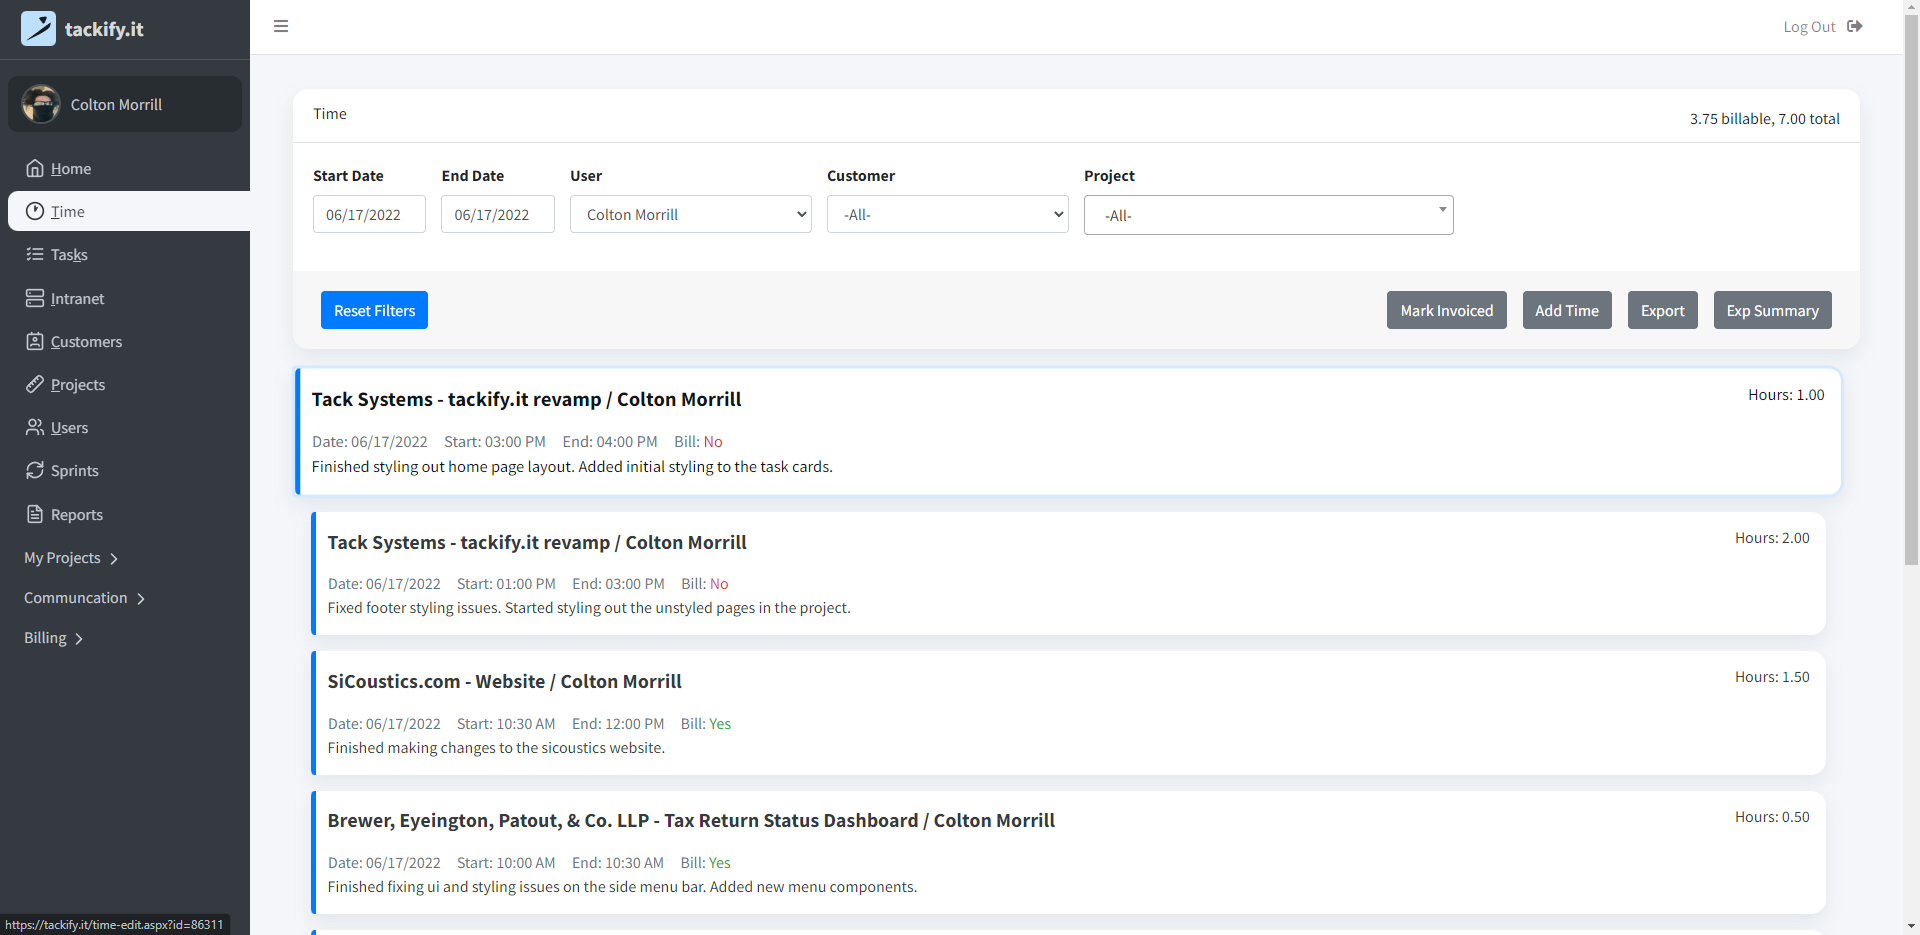 tackify.it
Log Out
Colton Morrill
Home
Time
Tasks
Intranet
Customers
Projects
Users
Sprints
Reports
My Projects
Communcation
Billing
Time
3.75 billable, 7.00 total
Start Date End Date User Customer Project
06/17/2022 06/17/2022 Colton Morrill -All- -All-
Reset Filters Mark Invoiced Add Time Export Exp Summary
Tack Systems - tackify.it revamp / Colton Morrill Hours: 1.00
Date: 06/17/2022 Start: 03:00 PM End: 04:00 PM Bill: No
Finished styling out home page layout. Added initial styling to the task cards.
Tack Systems - tackify.it revamp / Colton Morrill Hours: 2.00
Date: 06/17/2022 Start: 01:00 PM End: 03:00 PM Bill: No
Fixed footer styling issues. Started styling out the unstyled pages in the project.
SiCoustics.com - Website / Colton Morrill Hours: 1.50
Date: 06/17/2022 Start: 10:30 AM End: 12:00 PM Bill: Yes
Finished making changes to the sicoustics website.
Brewer, Eyeington, Patout, & Co. LLP - Tax Return Status Dashboard / Colton Morrill Hours: 0.50
Date: 06/17/2022 Start: 10:00 AM End: 10:30 AM Bill: Yes
Finished fixing ui and styling issues on the side menu bar. Added new menu components.
https://tackify.it/time-edit.aspx?id=86311